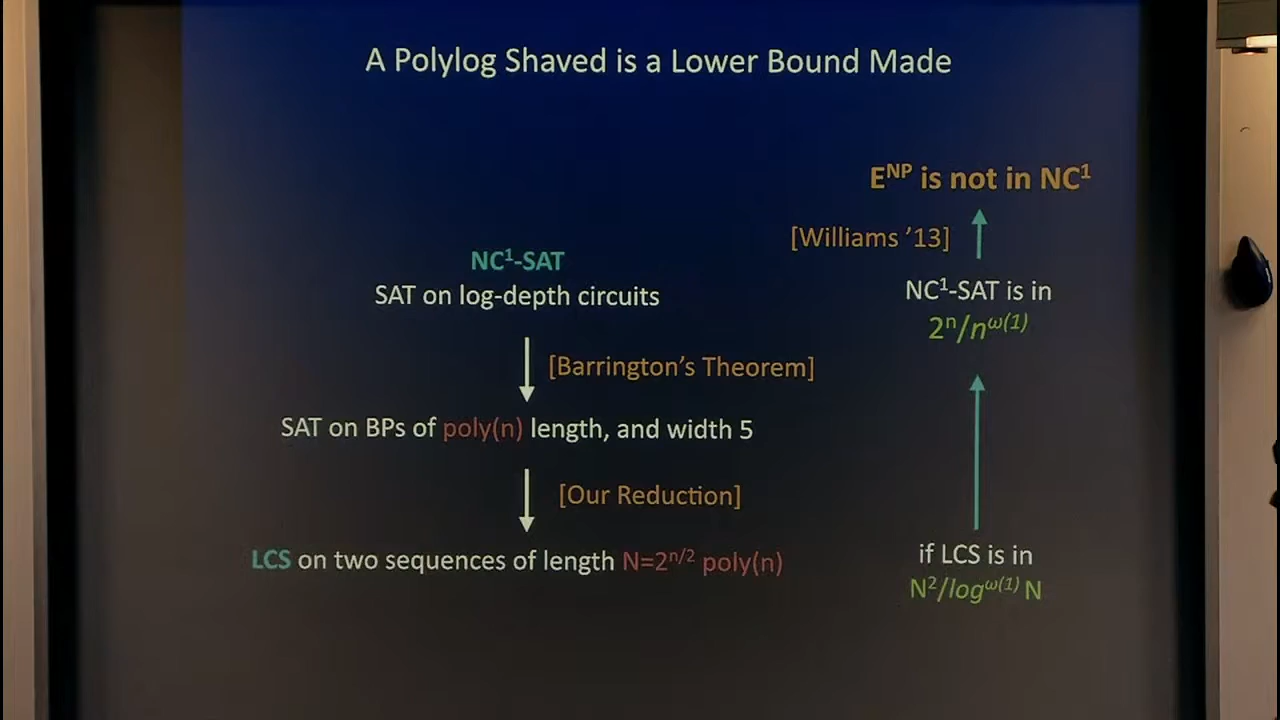 A Polylog Shaved is a Lower Bound Made
Eᴺᴾ is not in NC¹
[Williams ’13]
NC¹-SAT
SAT on log-depth circuits
NC¹-SAT is in
2ⁿ/n^ω(1)
[Barrington’s Theorem]
SAT on BPs of poly(n) length, and width 5
[Our Reduction]
LCS on two sequences of length N=2^n/2 poly(n)
if LCS is in
N²/log^ω(1) N